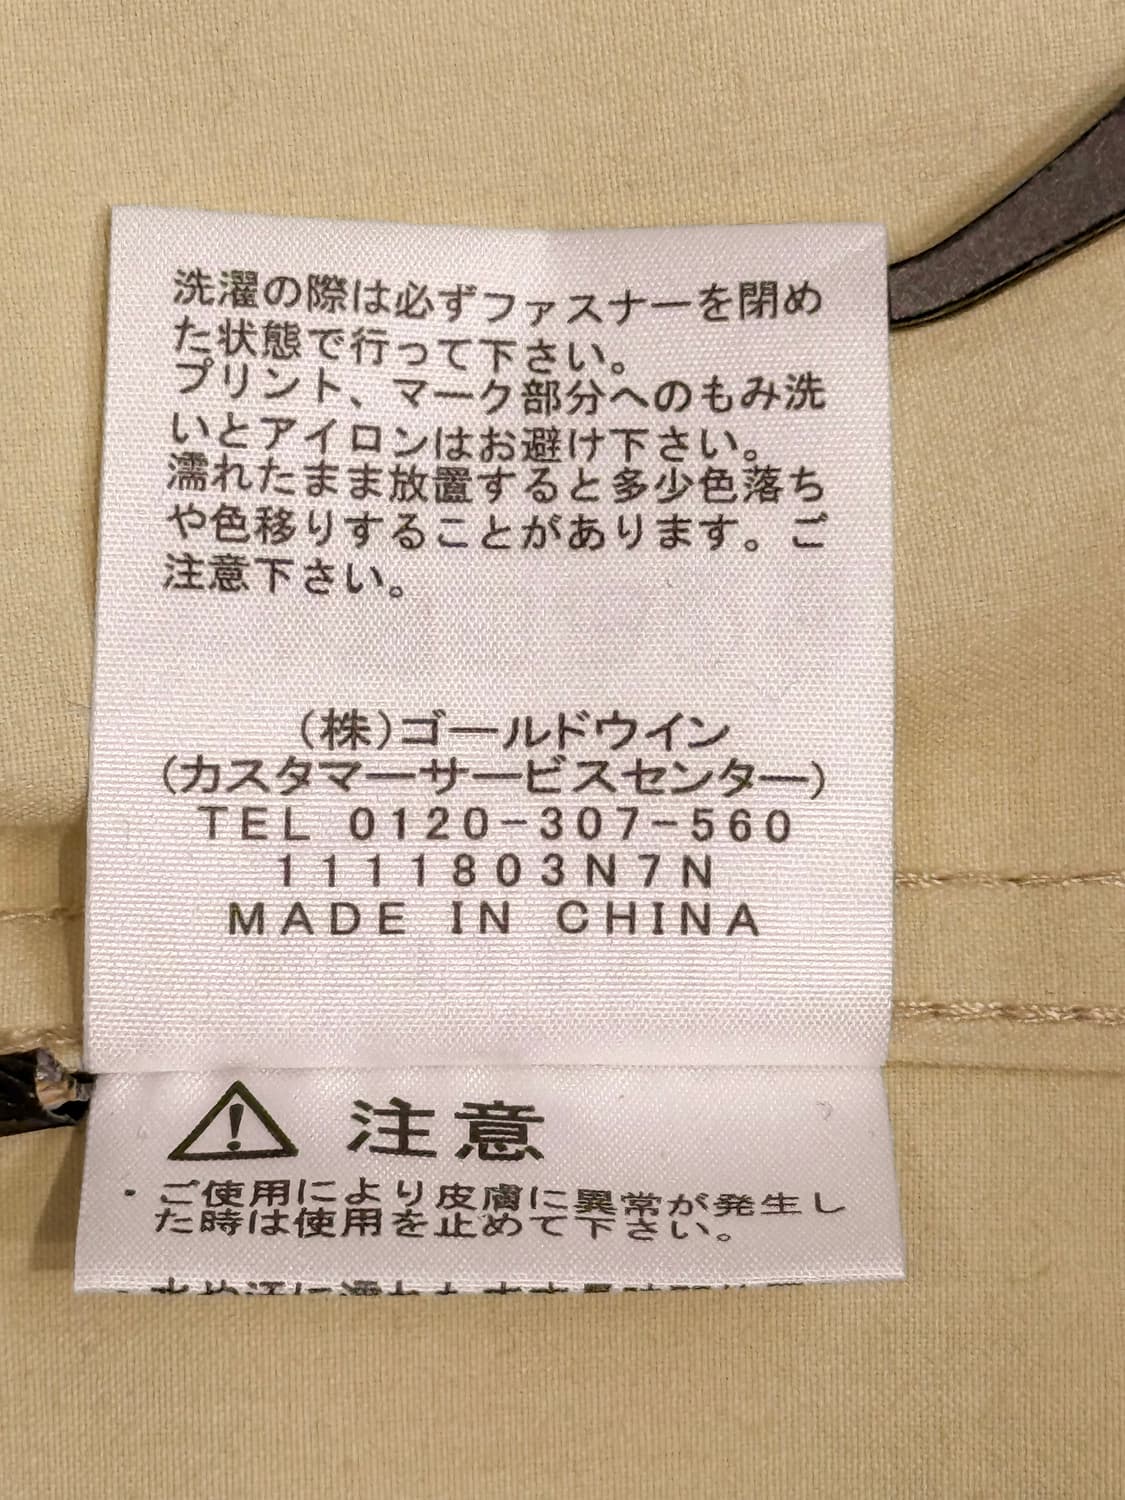 洗濯の際は必ずファスナーを閉め
た状態で行って下さい。
プリント、マーク部分へのもみ洗
いとアイロンはお避け下さい。
濡れたまま放置すると多少色落ち
や色移りすることがあります。ご
注意下さい。
(株)ゴールドウイン
(カスタマーサービスセンター)
TEL 0120-307-560
1111803N7N
MADE IN CHINA
注意
・ご使用により皮膚に異常が発生し
た時は使用を止めて下さい。